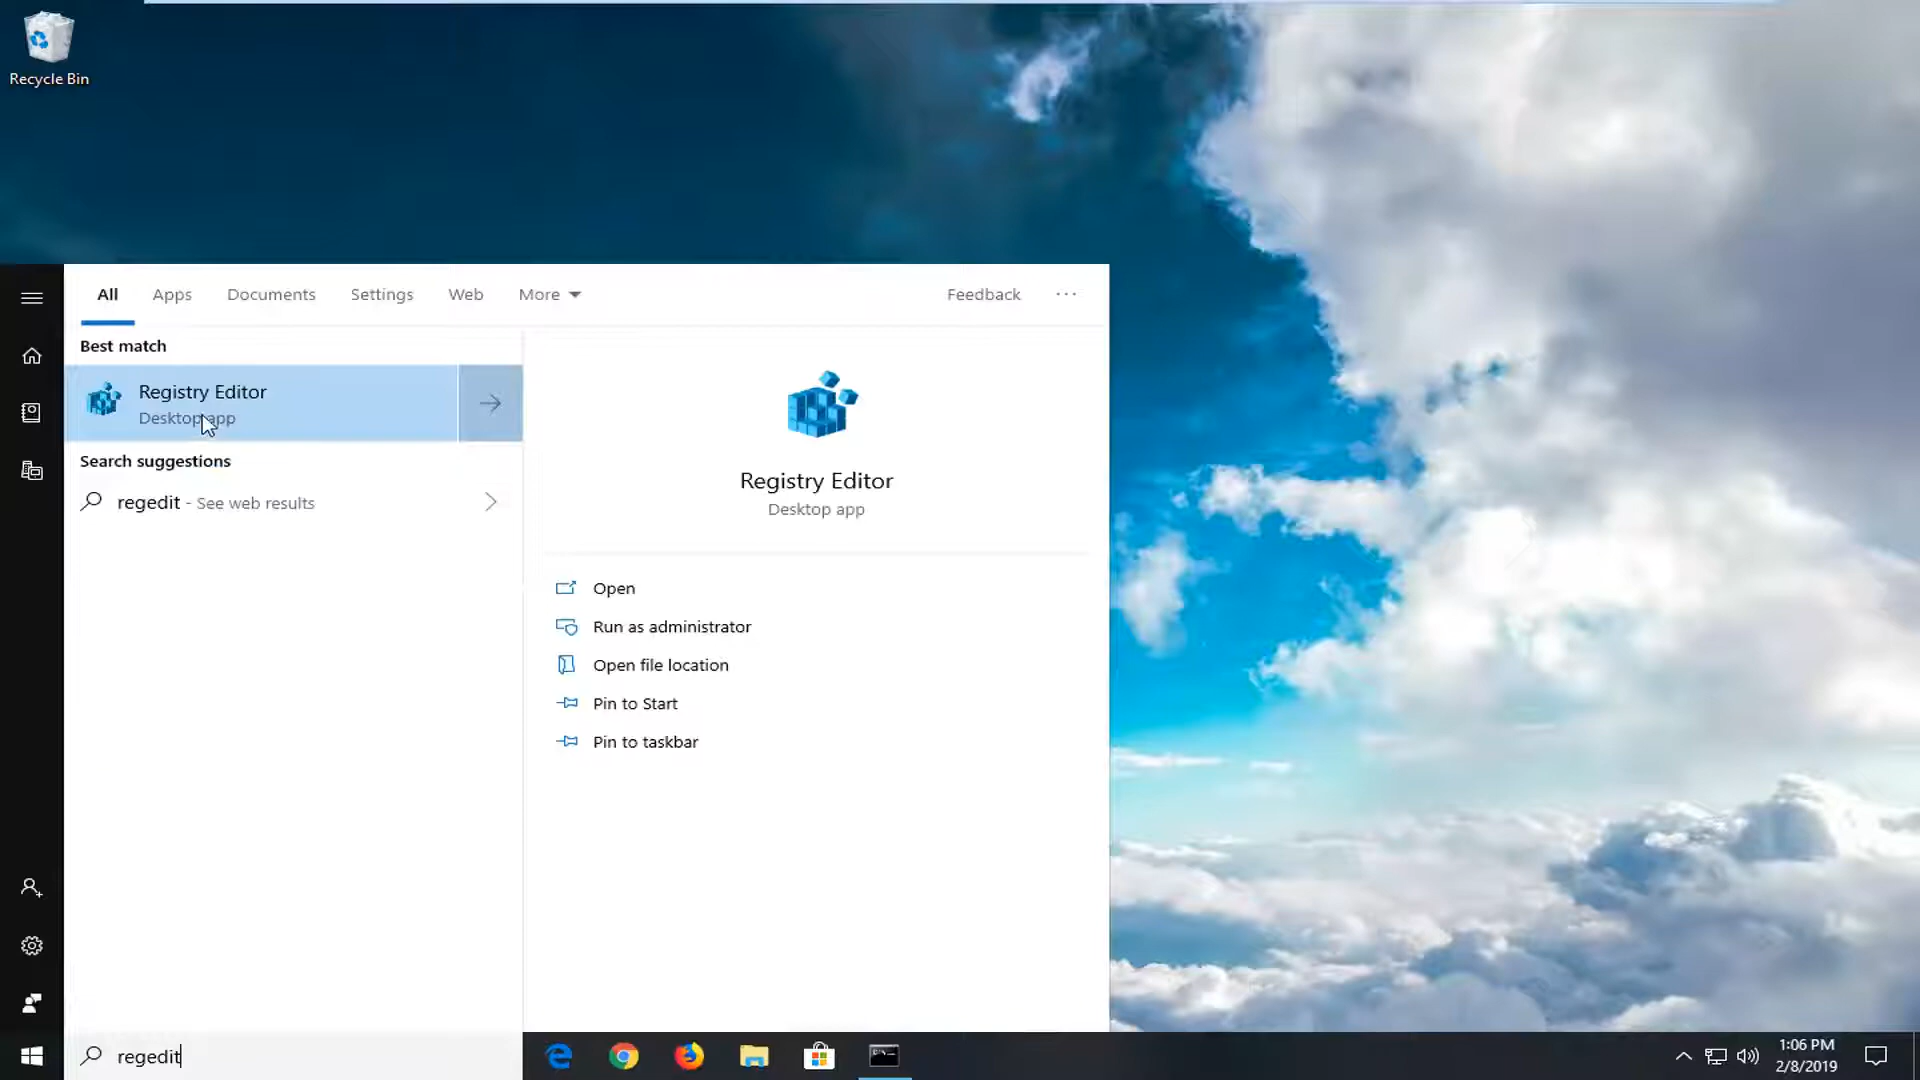 Recycle Bin
All Apps Documents Settings Web More Feedback ...
Best match
Registry Editor
Desktop app
Search suggestions
regedit - See web results
Registry Editor
Desktop app
Open
Run as administrator
Open file location
Pin to Start
Pin to taskbar
regedit
1:06 PM
2/8/2019